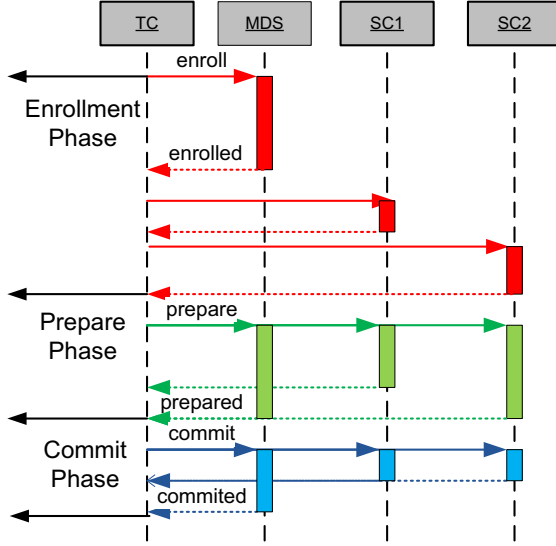 TC MDS SC1 SC2
enroll
Enrollment
Phase
enrolled
prepare
Prepare
Phase
prepared
commit
Commit
Phase
commited